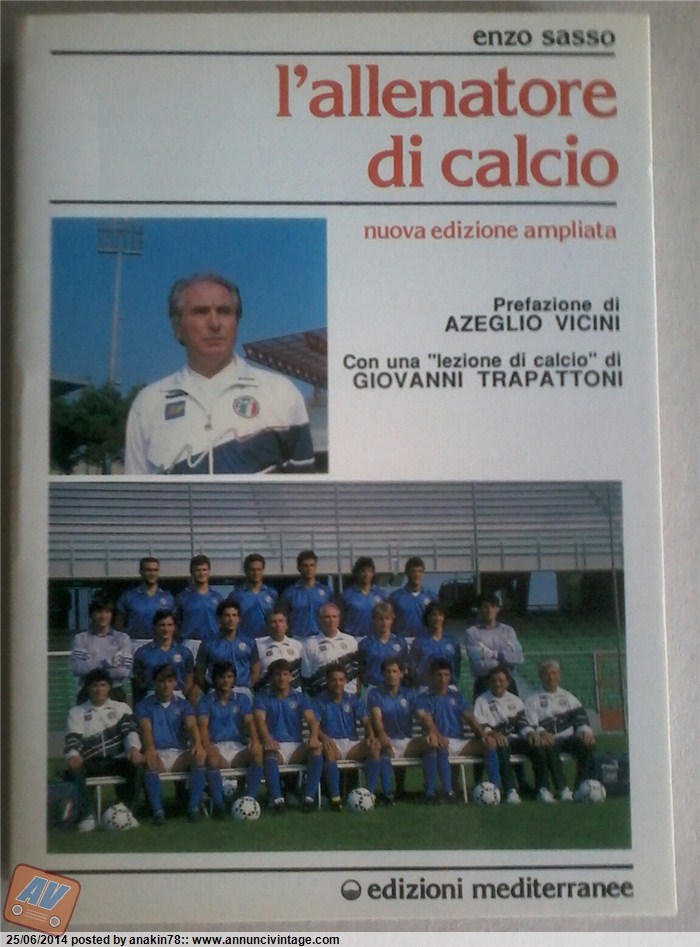 enzo sasso
l'allenatore
di calcio
nuova edizione ampliata
Prefazione di
AZEGLIO VICINI
Con una "lezione di calcio" di
GIOVANNI TRAPATTONI
edizioni mediterranee
AV
25/06/2014 posted by anakin78:: www.annuncivintage.com